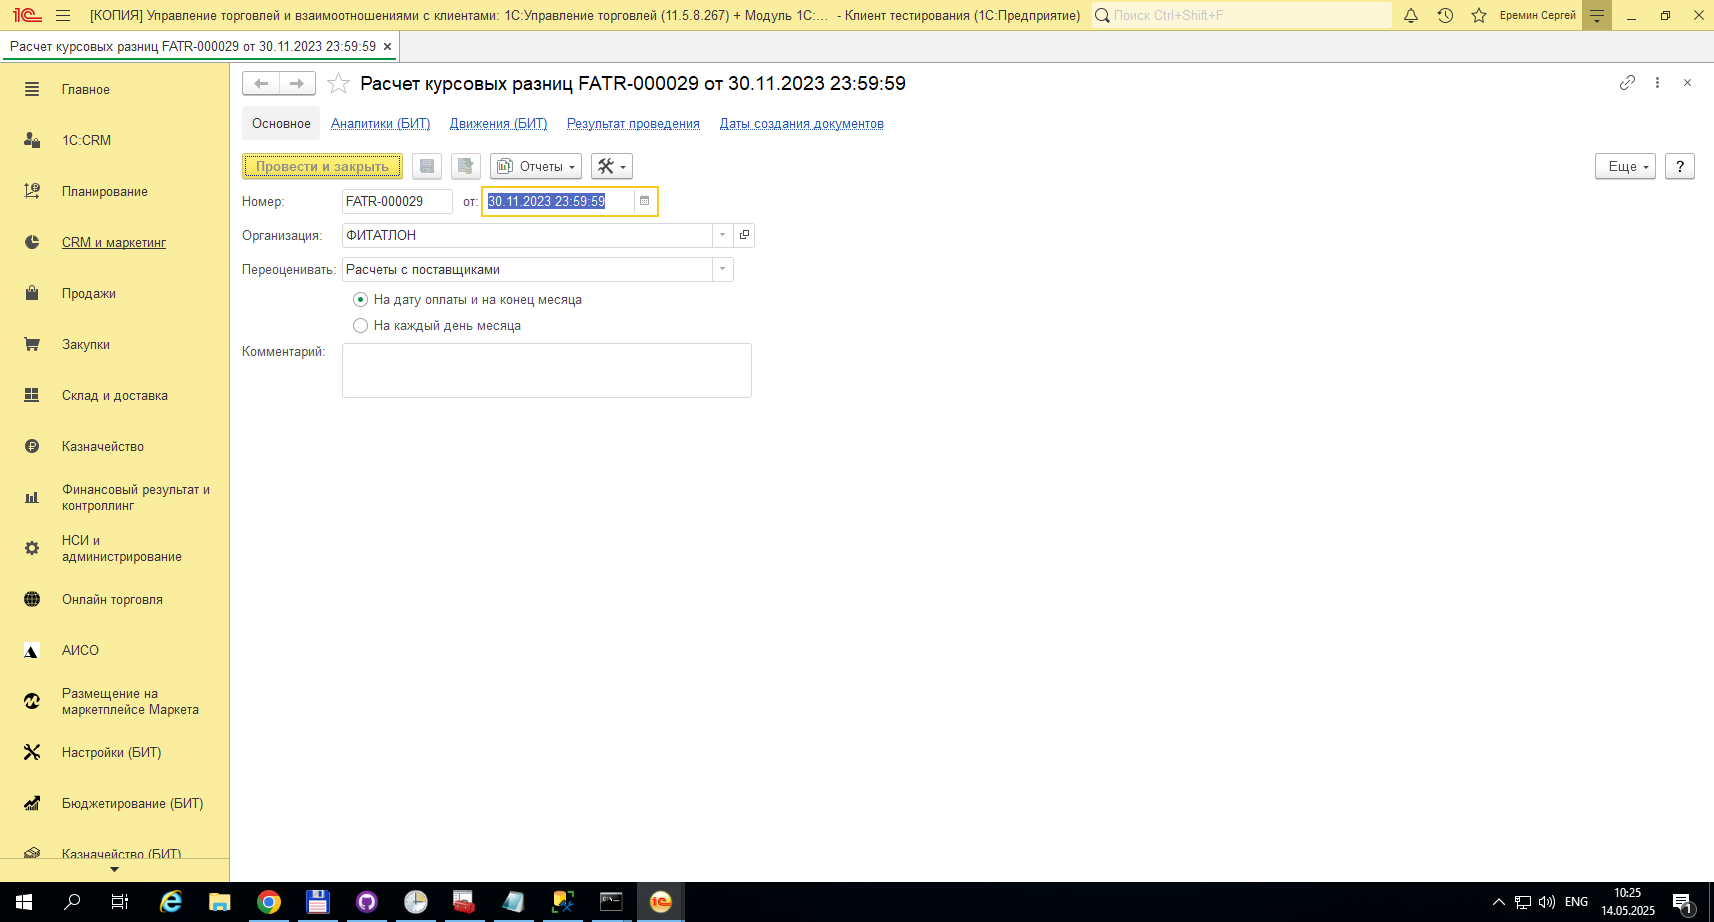 [КОПИЯ] Управление торговлей и взаимоотношениями с клиентами: 1С:Управление торговлей (11.5.8.267) + Модуль 1С:... - Клиент тестирования (1С:Предприятие)
Поиск Ctrl+Shift+F
Еремин Сергей
Расчет курсовых разниц FATR-000029 от 30.11.2023 23:59:59
Главное
1С:CRM
Планирование
CRM и маркетинг
Продажи
Закупки
Склад и доставка
Казначейство
Финансовый результат и
контроллинг
НСИ и
администрирование
Онлайн торговля
АИСО
Размещение на
маркетплейсе Маркета
Настройки (БИТ)
Бюджетирование (БИТ)
Казначейство (БИТ)
Расчет курсовых разниц FATR-000029 от 30.11.2023 23:59:59
Основное Аналитики (БИТ) Движения (БИТ) Результат проведения Даты создания документов
Провести и закрыть Отчеты Еще ?
Номер: FATR-000029 от: 30.11.2023 23:59:59
Организация: ФИТАТЛОН
Переоценивать: Расчеты с поставщиками
На дату оплаты и на конец месяца
На каждый день месяца
Комментарий:
ENG
10:25
14.05.2025
1